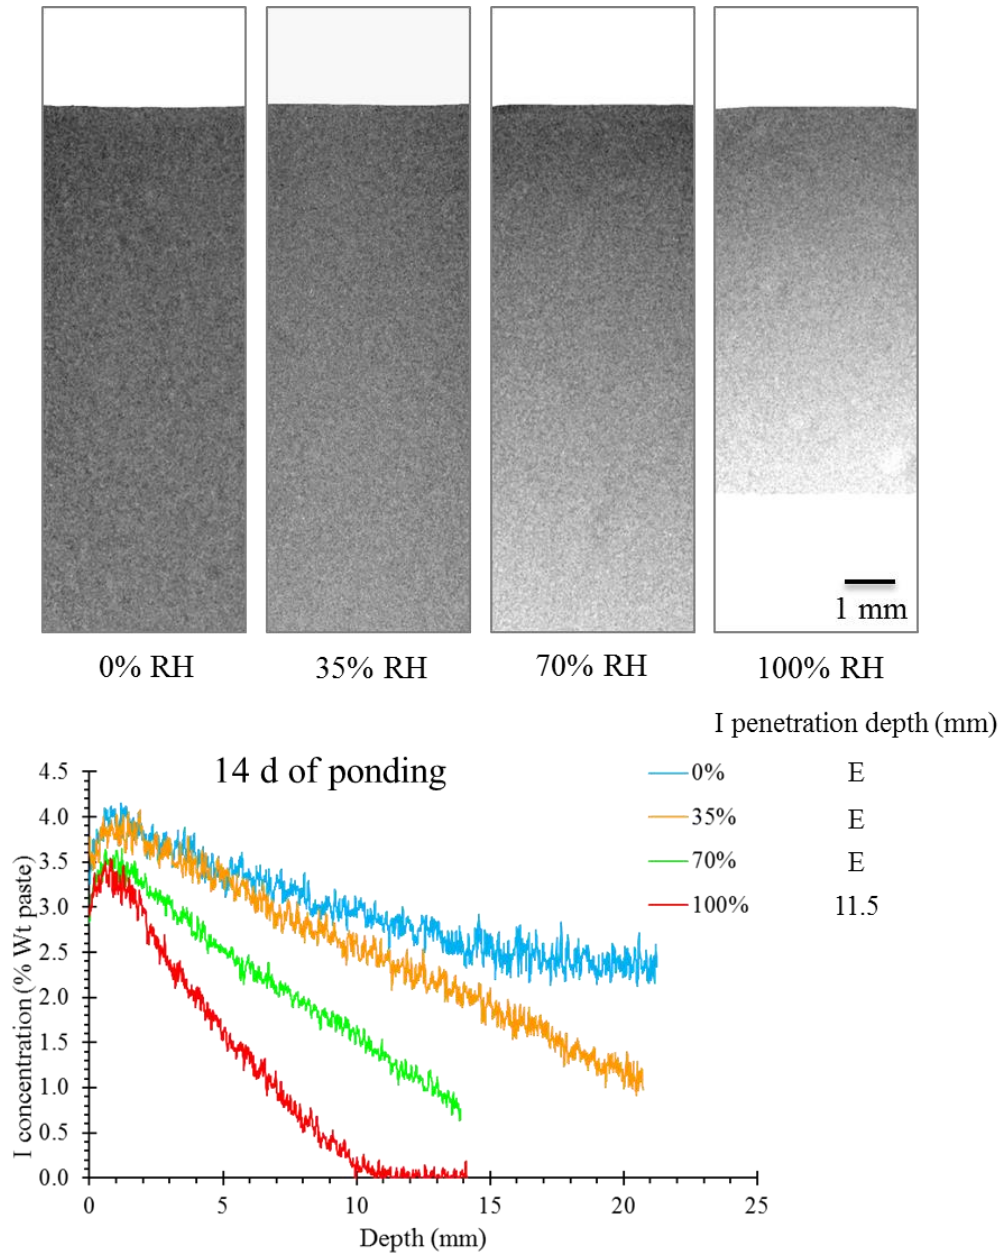 1 mm
0% RH
35% RH
70% RH
100% RH
I penetration depth (mm)
14 d of ponding
0% E
35% E
70% E
100% 11.5
I concentration (% Wt paste)
4.5
4.0
3.5
3.0
2.5
2.0
1.5
1.0
0.5
0.0
0 5 10 15 20 25
Depth (mm)